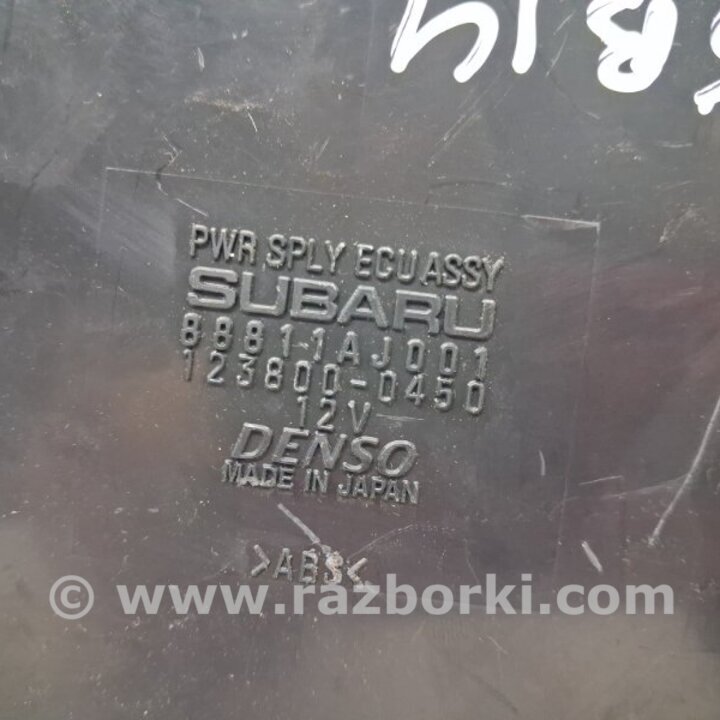 PWR SPLY ECU ASSY
SUBARU
88811AJ001
123800-0450
12V
DENSO
MADE IN JAPAN
>ABS<
© www.razborki.com